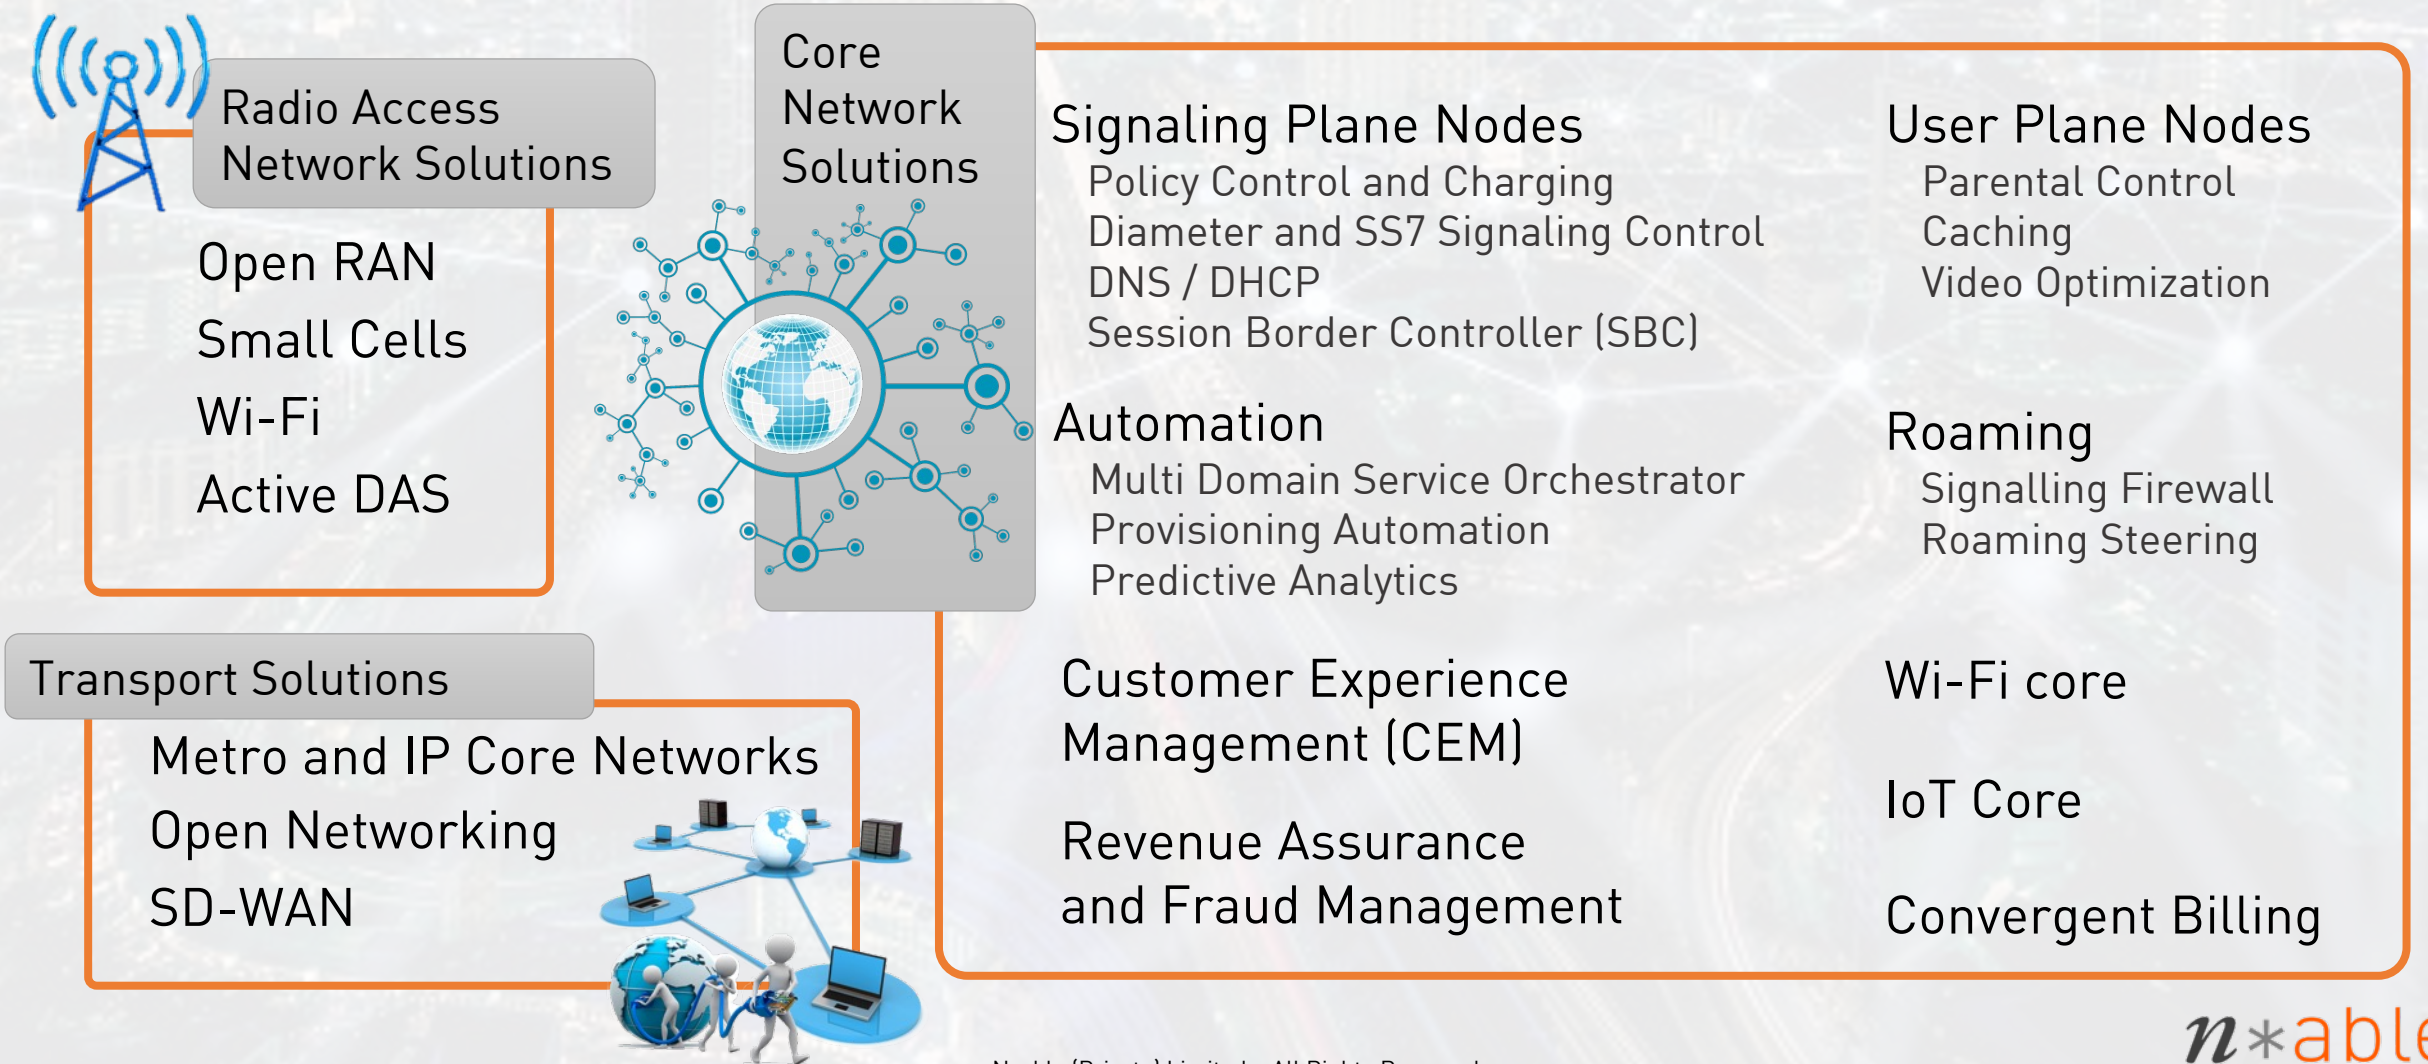 Radio Access
Network Solutions
Open RAN
Small Cells
Wi-Fi
Active DAS
Transport Solutions
Metro and IP Core Networks
Open Networking
SD-WAN
Core
Network
Solutions
Signaling Plane Nodes
Policy Control and Charging
Diameter and SS7 Signaling Control
DNS / DHCP
Session Border Controller (SBC)
Automation
Multi Domain Service Orchestrator
Provisioning Automation
Predictive Analytics
Customer Experience
Management (CEM)
Revenue Assurance
and Fraud Management
User Plane Nodes
Parental Control
Caching
Video Optimization
Roaming
Signalling Firewall
Roaming Steering
Wi-Fi core
IoT Core
Convergent Billing
n*able